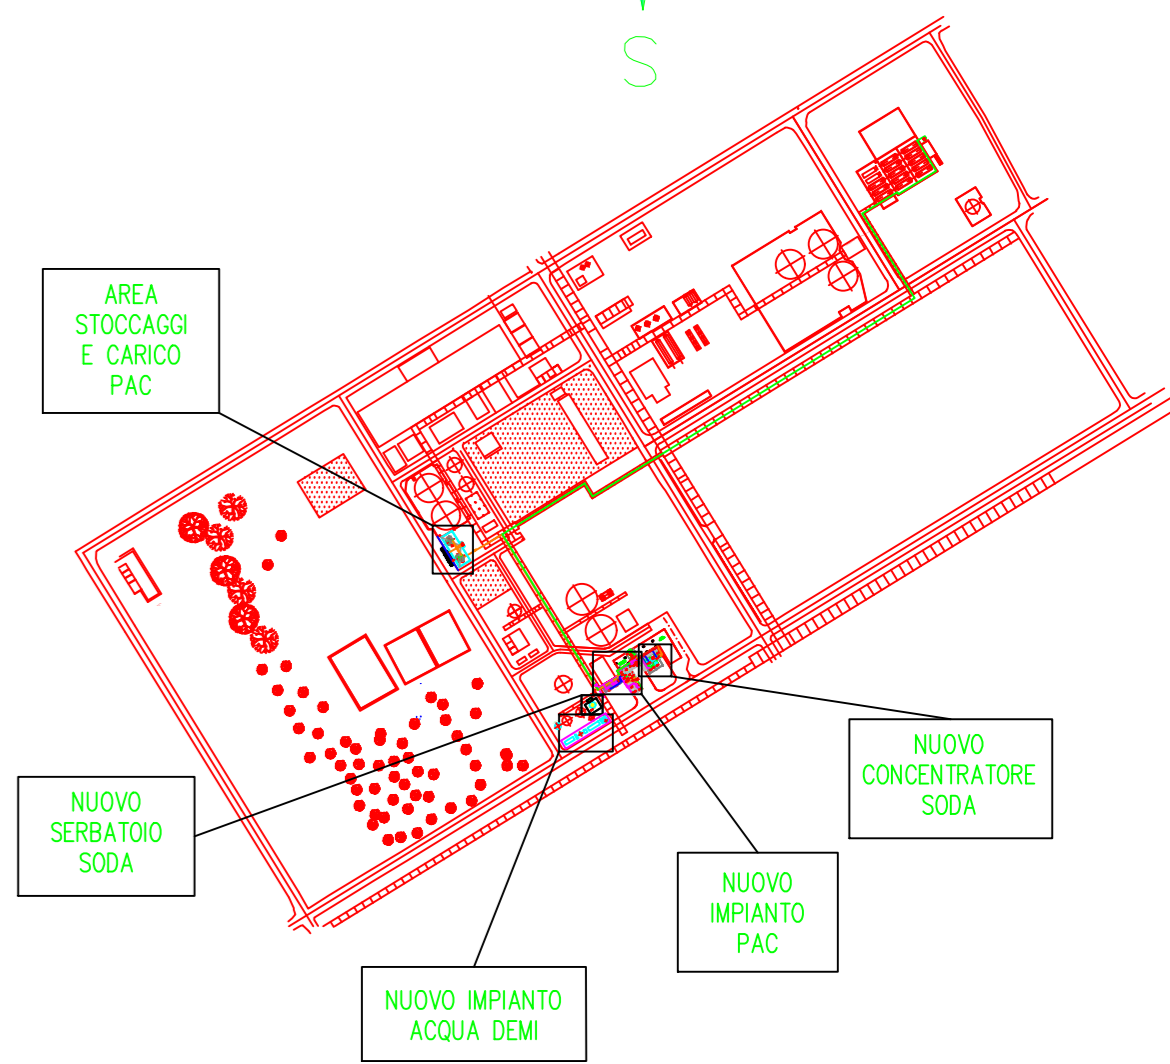 S
AREA
STOCCAGGI
E CARICO
PAC
NUOVO
CONCENTRATORE
SODA
NUOVO
SERBATOIO
SODA
NUOVO
IMPIANTO
PAC
NUOVO IMPIANTO
ACQUA DEMI